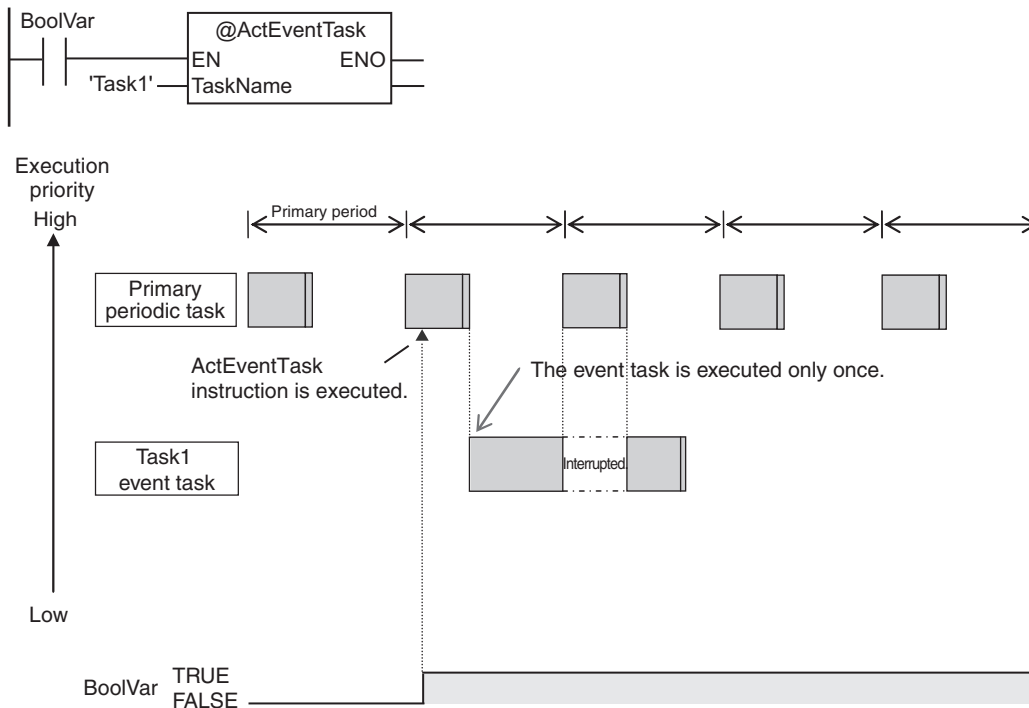 BoolVar
@ActEventTask
EN ENO
'Task1' TaskName
Execution
priority
High
Primary period
Primary
periodic task
ActEventTask
instruction is executed.
The event task is executed only once.
Task1
event task
Interrupted.
Low
BoolVar TRUE
FALSE